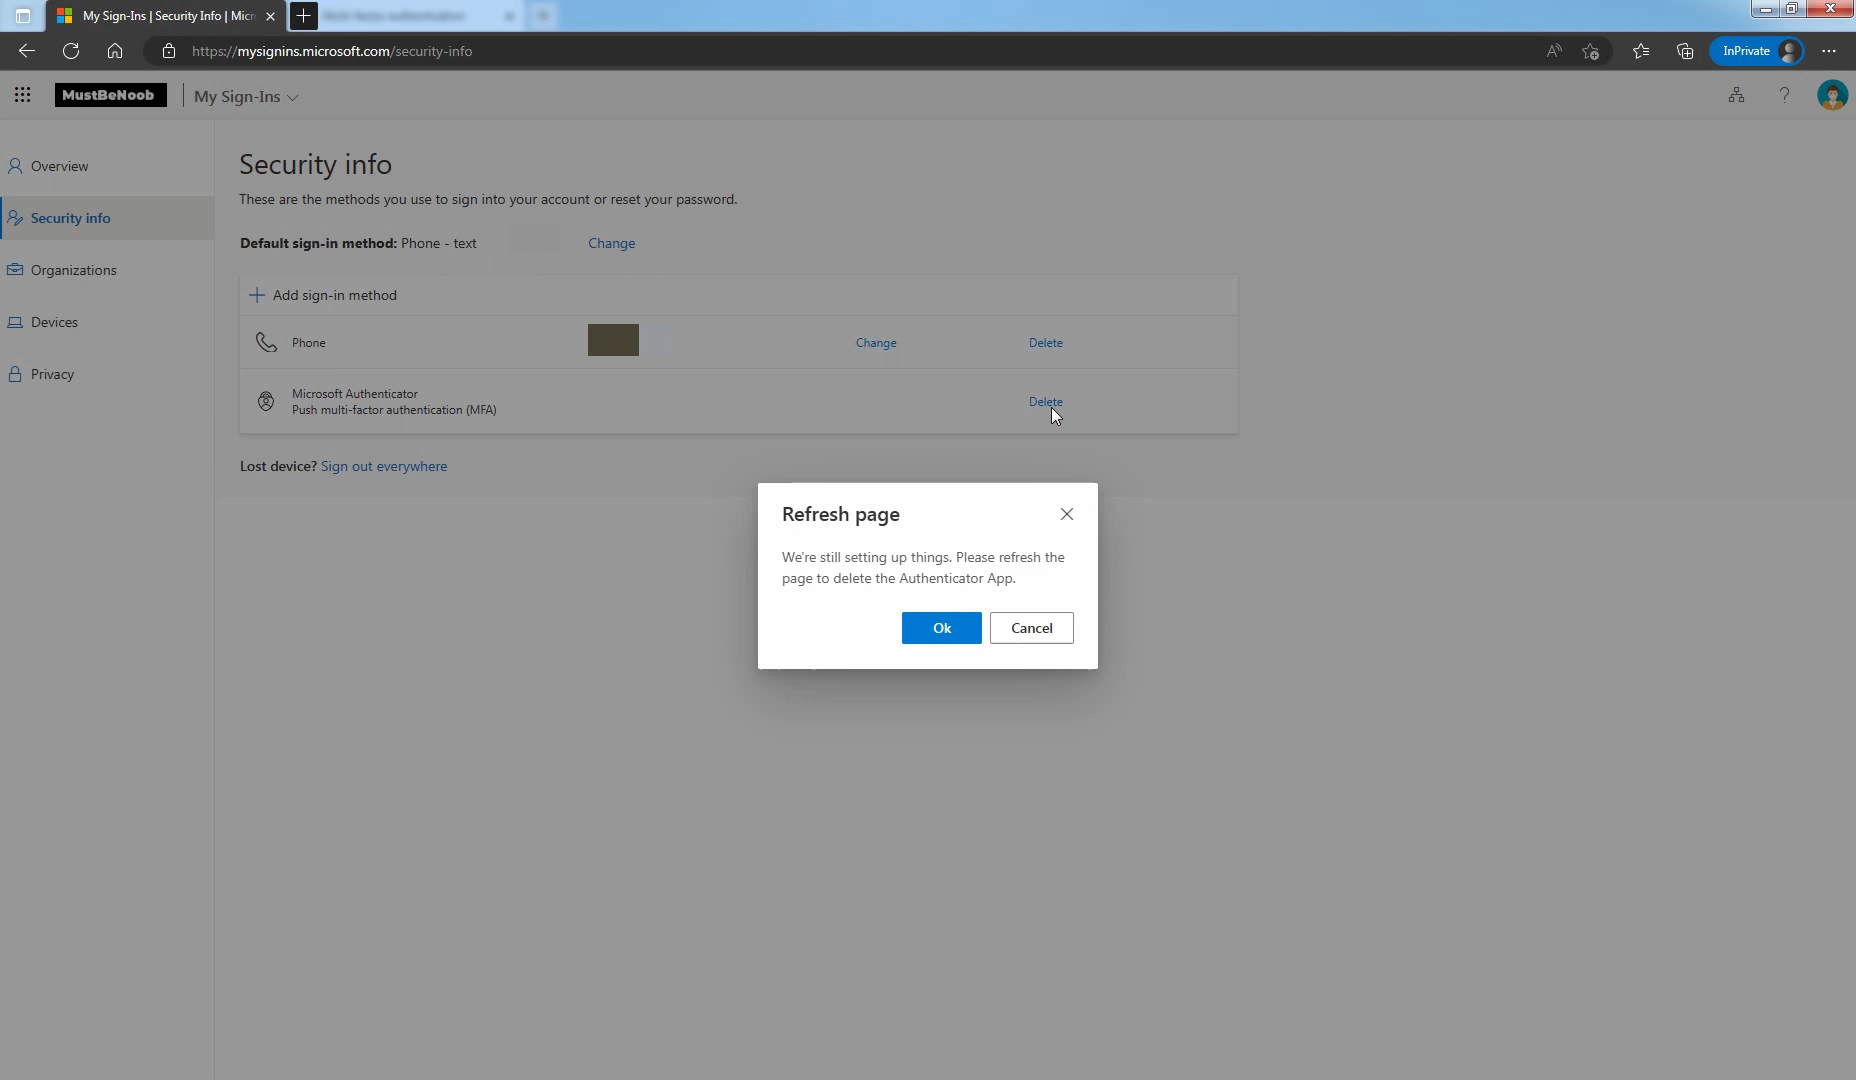 My Sign-Ins | Security Info | Micr
https://mysignins.microsoft.com/security-info
InPrivate
MustBeNoob
My Sign-Ins
Overview
Security info
Organizations
Devices
Privacy
Security info
These are the methods you use to sign into your account or reset your password.
Default sign-in method: Phone - text
Change
Add sign-in method
Phone
Change
Delete
Microsoft Authenticator
Push multi-factor authentication (MFA)
Delete
Lost device? Sign out everywhere
Refresh page
We're still setting up things. Please refresh the
page to delete the Authenticator App.
Ok
Cancel